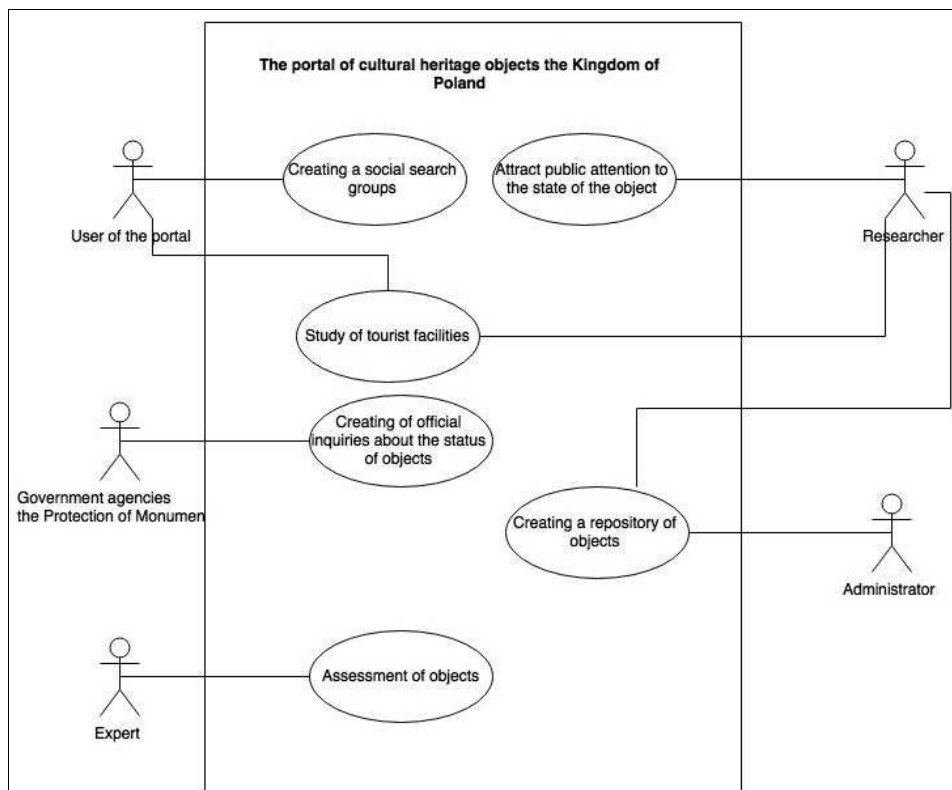 The portal of cultural heritage objects the Kingdom of
Poland
Creating a social search
groups
Attract public attention to
the state of the object
User of the portal
Researcher
Study of tourist facilities
Creating of official
inquiries about the status
of objects
Government agencies
the Protection of Monumen
Creating a repository of
objects
Administrator
Assessment of objects
Expert